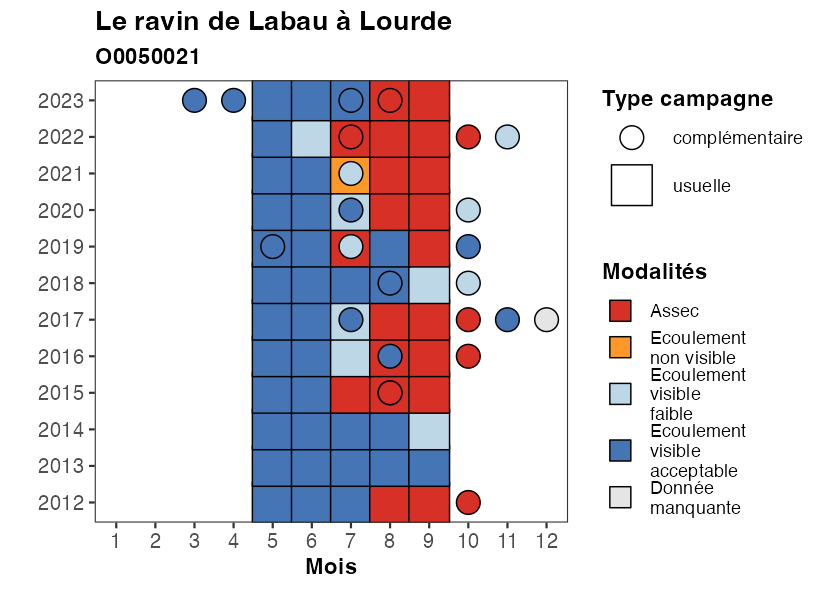 Le ravin de Labau à Lourde
O0050021
2023
2022
2021
2020
2019
2018
2017
2016
2015
2014
2013
2012
1 2 3 4 5 6 7 8 9 10 11 12
Mois
Type campagne
complémentaire
usuelle
Modalités
Assec
Ecoulement
non visible
Ecoulement
visible
faible
Ecoulement
visible
acceptable
Donnée
manquante